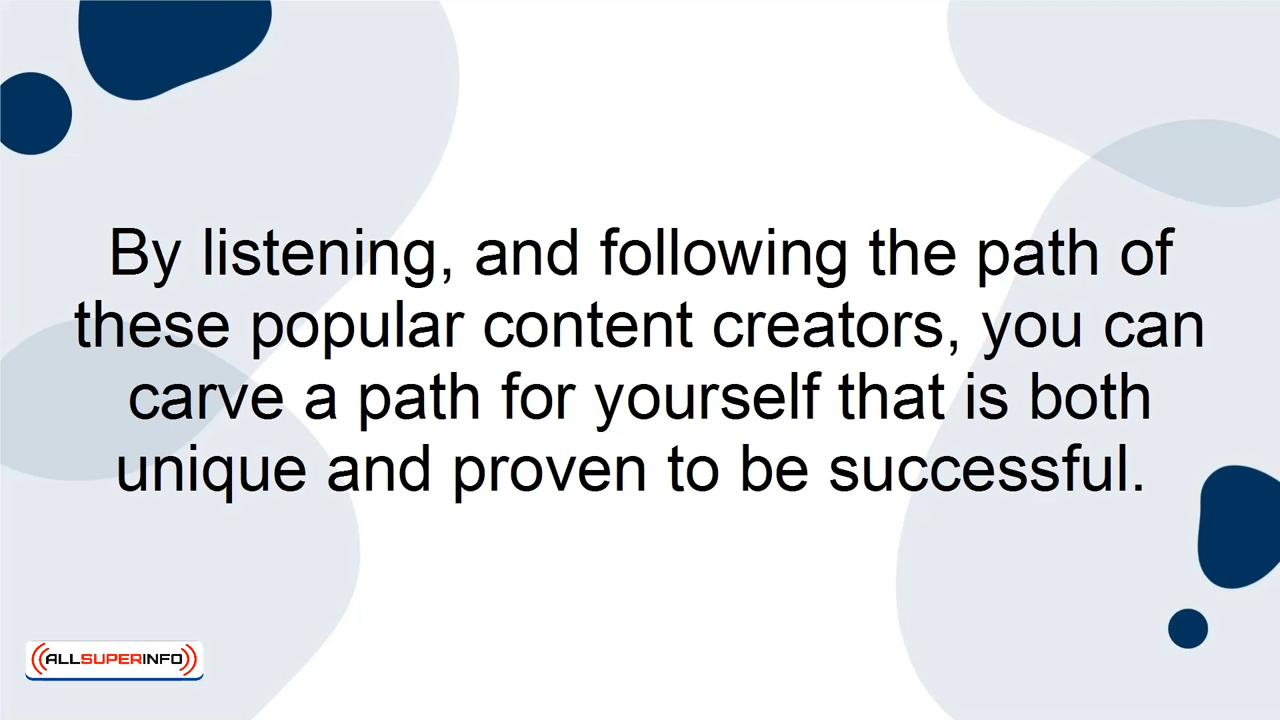 By listening, and following the path of
these popular content creators, you can
carve a path for yourself that is both
unique and proven to be successful.
ALLSUPERINFO